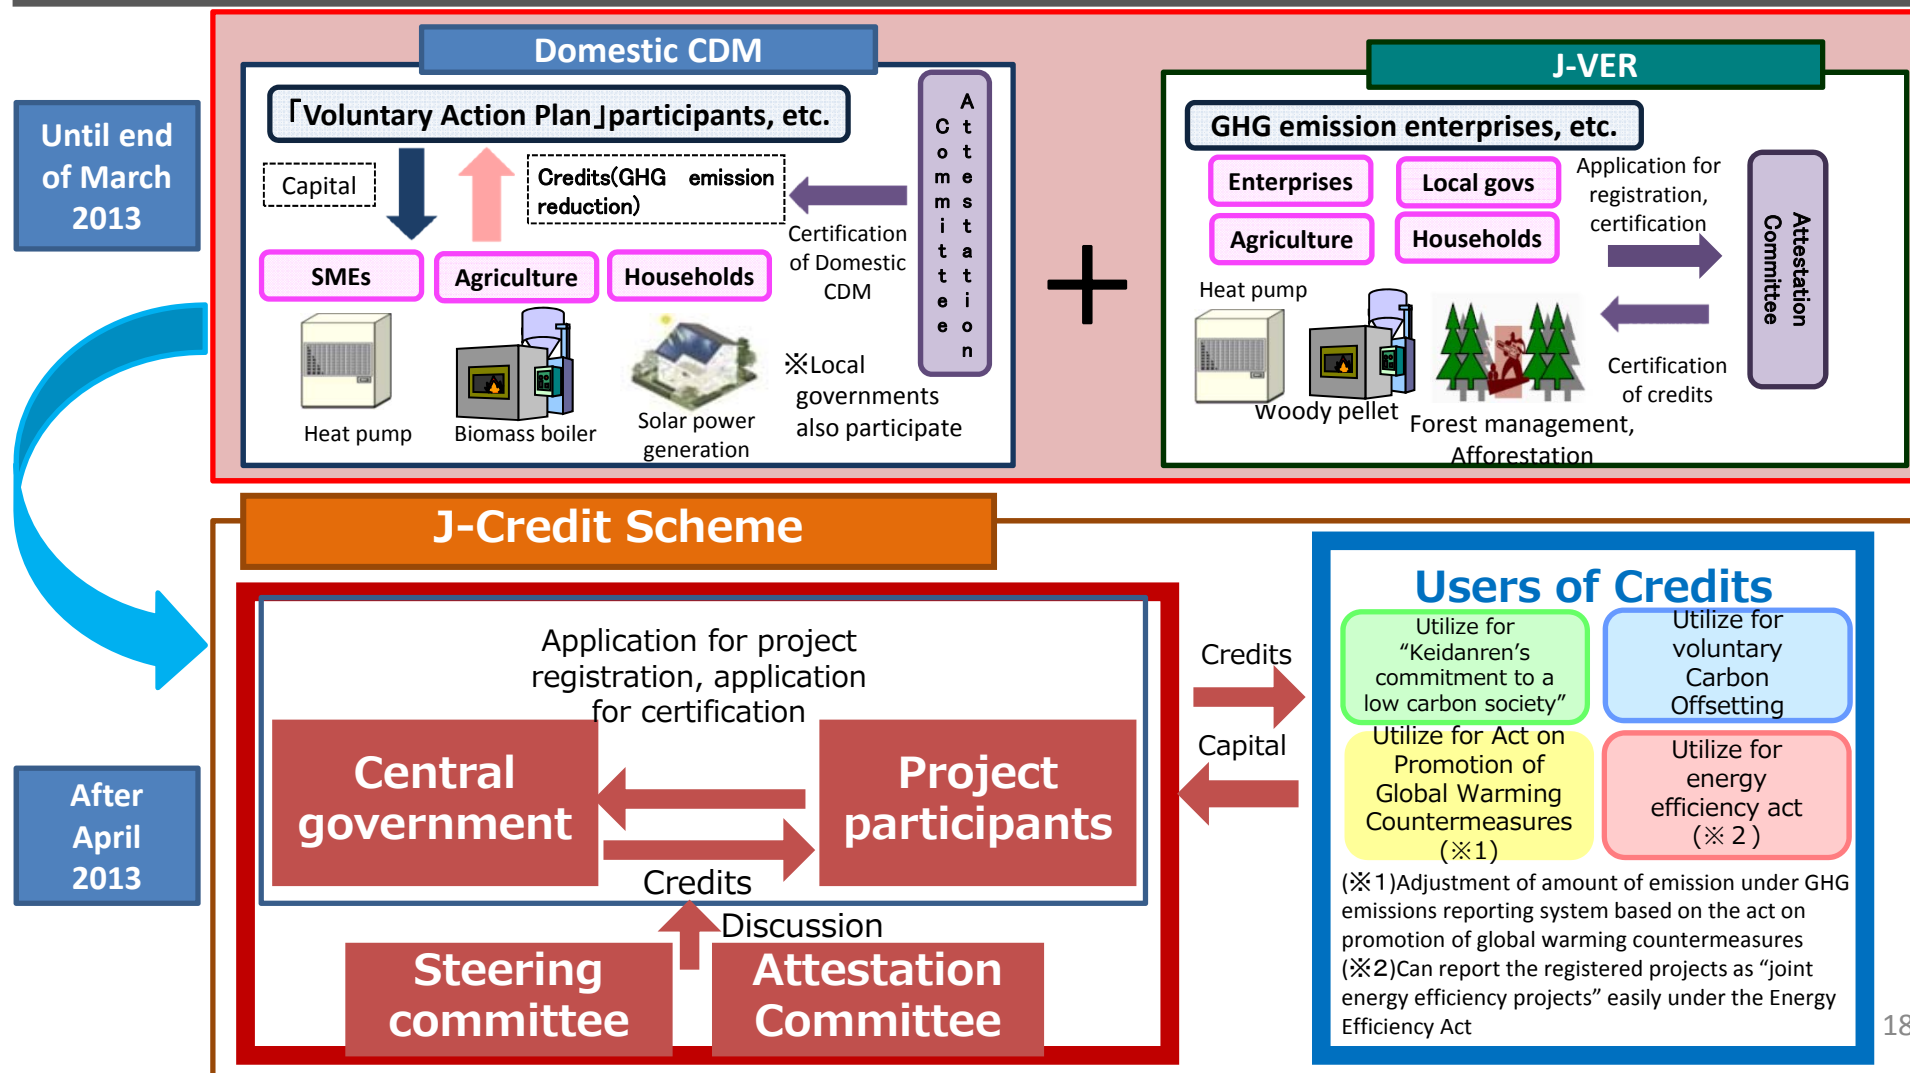 Until end
of March
2013
Domestic CDM
「Voluntary Action Plan」participants, etc.
Capital
Credits(GHG emission
reduction)
Attestation
Committee
Certification
of Domestic
CDM
SMEs
Agriculture
Households
Heat pump
Biomass boiler
Solar power
generation
※Local
governments
also participate
+
J-VER
GHG emission enterprises, etc.
Enterprises
Local govs
Agriculture
Households
Application for
registration,
certification
Attestation
Committee
Heat pump
Woody pellet
Forest management,
Afforestation
Certification
of credits
After
April
2013
J-Credit Scheme
Application for project
registration, application
for certification
Central
government
Project
participants
Credits
Discussion
Steering
committee
Attestation
Committee
Credits
Capital
Users of Credits
Utilize for
“Keidanren’s
commitment to a
low carbon society”
Utilize for
voluntary
Carbon
Offsetting
Utilize for Act on
Promotion of
Global Warming
Countermeasures
(※1)
Utilize for
energy
efficiency act
(※２)
(※１)Adjustment of amount of emission under GHG
emissions reporting system based on the act on
promotion of global warming countermeasures
(※２)Can report the registered projects as “joint
energy efficiency projects” easily under the Energy
Efficiency Act
18